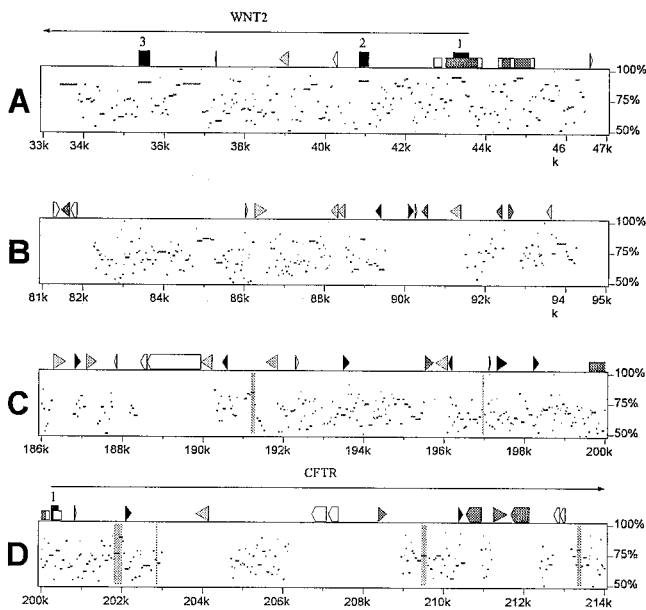 WNT2
3 2 1
100%
A 75%
50%
33k 34k 36k 38k 40k 42k 44k 46 47k
k
100%
B 75%
50%
81k 82k 84k 86k 88k 90k 92k 94 95k
k
100%
C 75%
50%
186k 188k 190k 192k 194k 196k 198k 200k
CFTR
1
100%
D 75%
50%
200k 202k 204k 206k 208k 210k 212k 214k